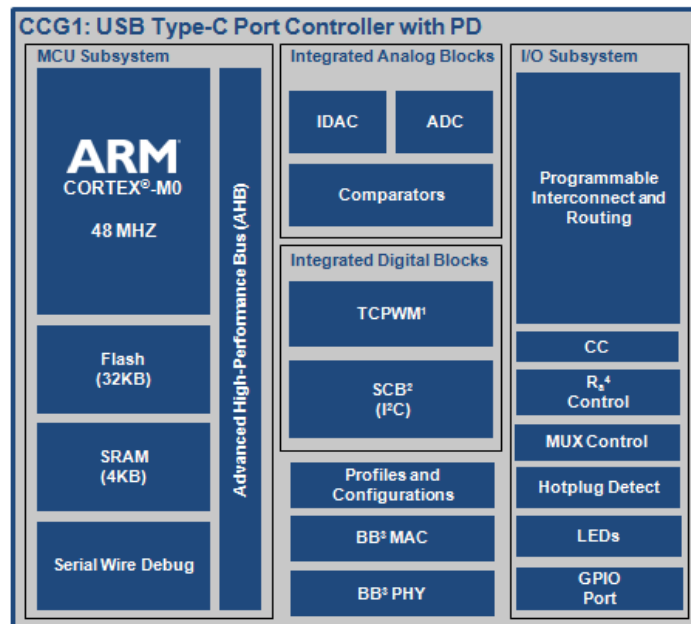 CCG1: USB Type-C Port Controller with PD
MCU Subsystem
ARM®
CORTEX®-M0
48 MHZ
Flash
(32KB)
SRAM
(4KB)
Serial Wire Debug
Advanced High-Performance Bus (AHB)
Integrated Analog Blocks
IDAC
ADC
Comparators
Integrated Digital Blocks
TCPWM¹
SCB²
(I²C)
Profiles and
Configurations
BB³ MAC
BB³ PHY
I/O Subsystem
Programmable
Interconnect and
Routing
CC
Rₐ⁴
Control
MUX Control
Hotplug Detect
LEDs
GPIO
Port